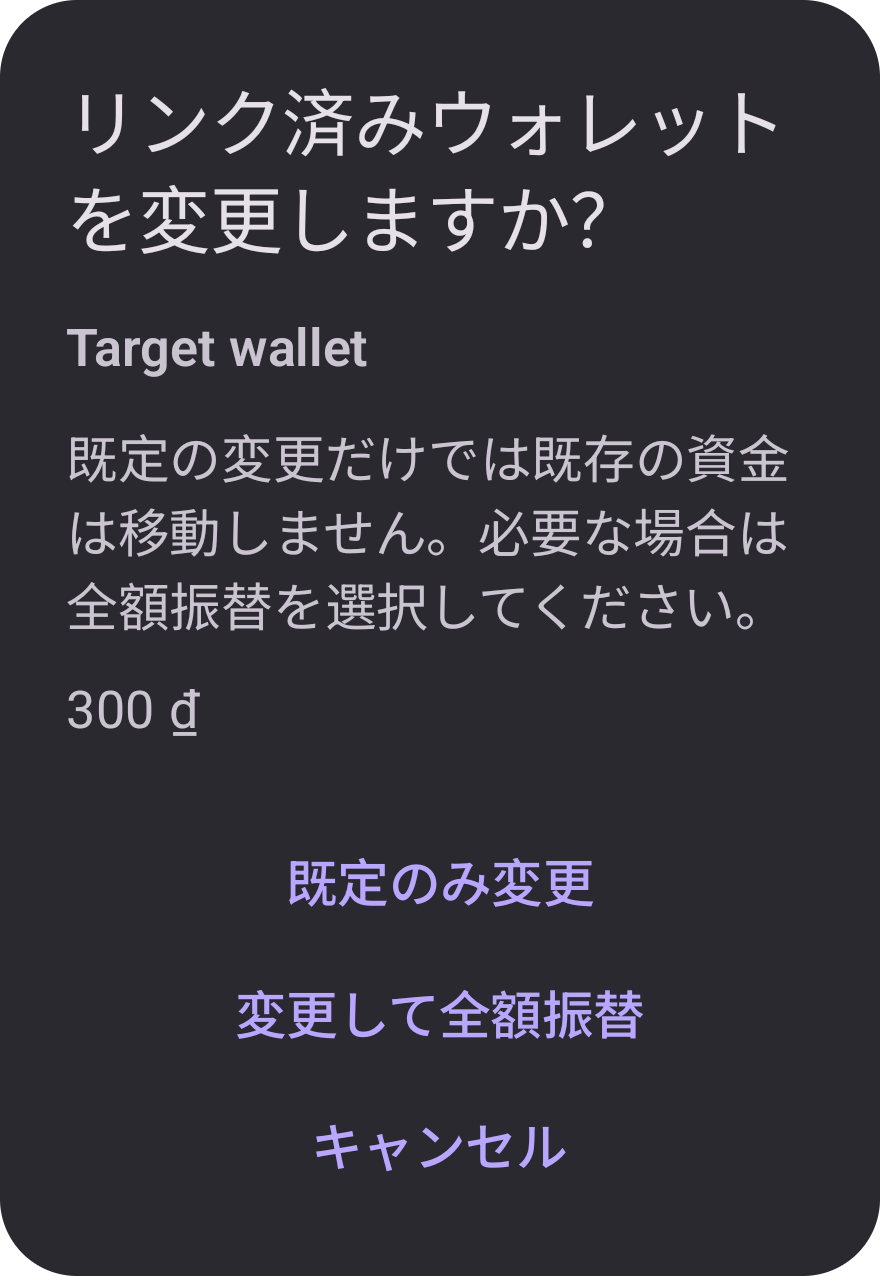 リンク済みウォレット
を変更しますか?
Target wallet
既定の変更だけでは既存の資金
は移動しません。必要な場合は
全額振替を選択してください。
300 ₫
既定のみ変更
変更して全額振替
キャンセル